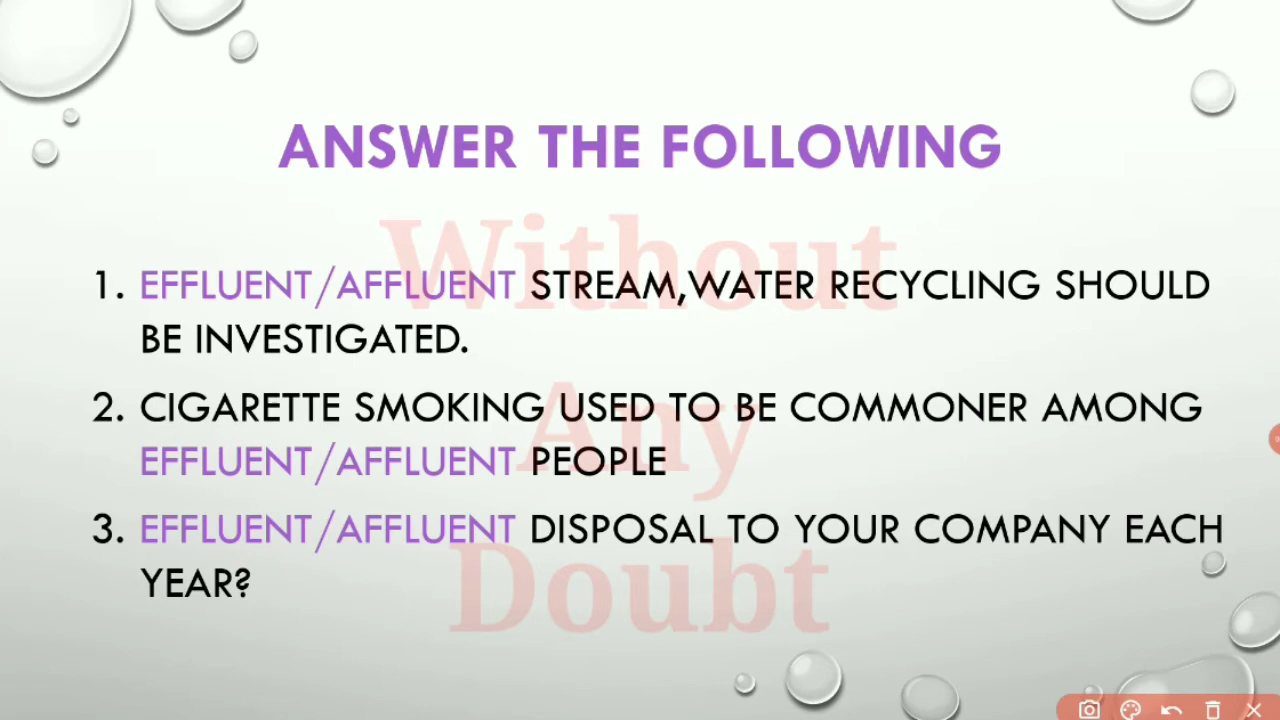 ANSWER THE FOLLOWING
Without
1. EFFLUENT/AFFLUENT STREAM,WATER RECYCLING SHOULD
BE INVESTIGATED.
2. CIGARETTE SMOKING USED TO BE COMMONER AMONG
Any
EFFLUENT/AFFLUENT PEOPLE
3. EFFLUENT/AFFLUENT DISPOSAL TO YOUR COMPANY EACH
YEAR?
Doubt